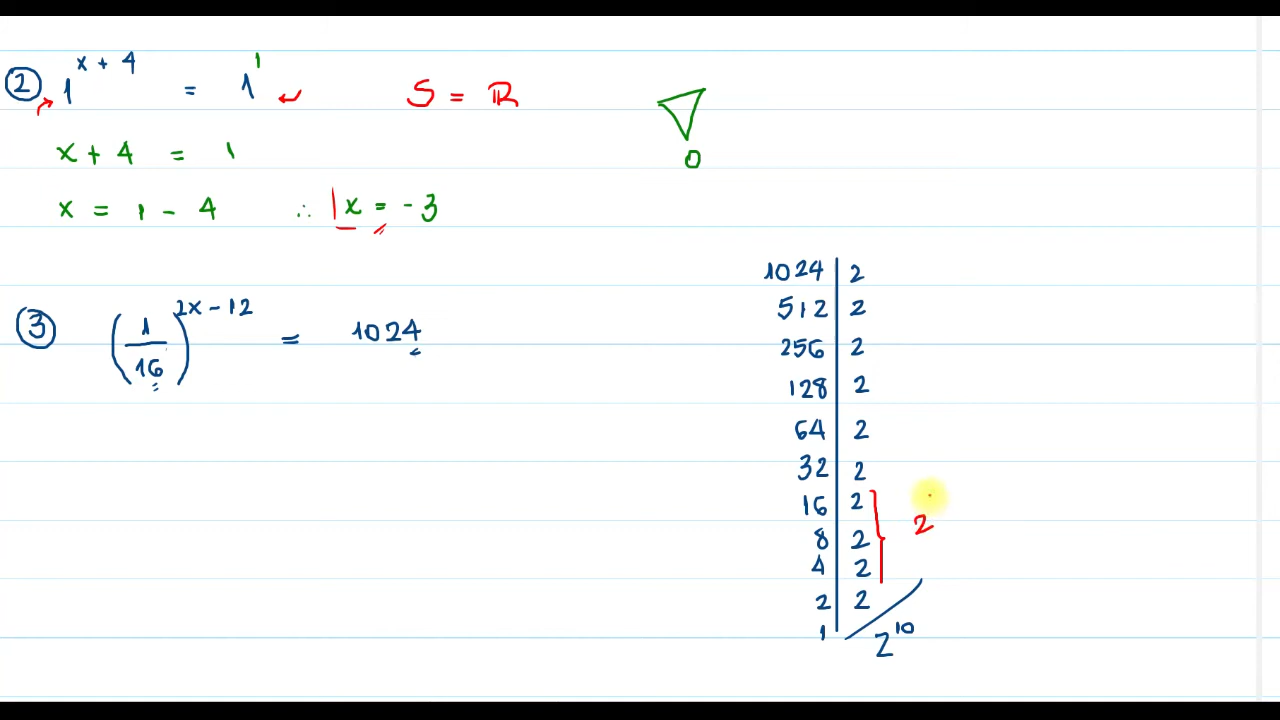 ② 1^{x + 4} = 1^1 S = ℝ
x + 4 = 1
x = 1 - 4 ∴ x = -3
0
③ (1/16)^{2x - 12} = 1024
1024 | 2
512 | 2
256 | 2
128 | 2
64 | 2
32 | 2
16 | 2
8 | 2
4 | 2
2 | 2
1
2
2^{10}